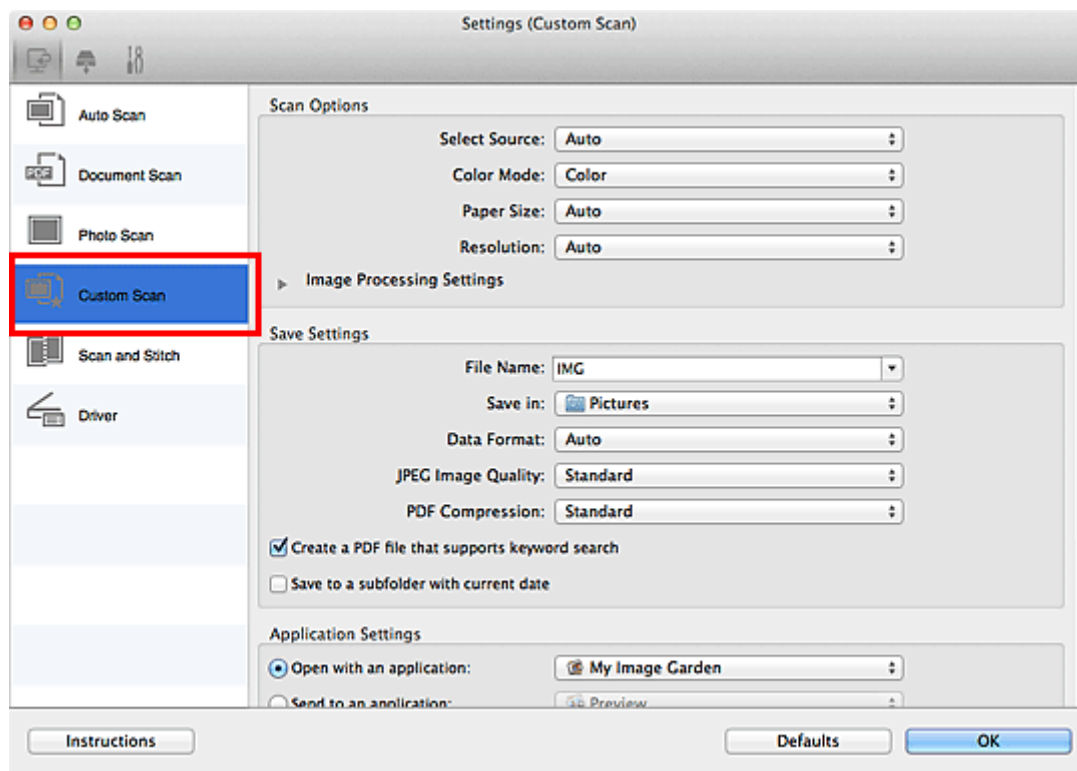 Settings (Custom Scan)
Auto Scan
PDF
Document Scan
Photo Scan
Custom Scan
Scan and Stitch
Driver
Scan Options
Select Source: Auto
Color Mode: Color
Paper Size: Auto
Resolution: Auto
Image Processing Settings
Save Settings
File Name: IMG
Save in: Pictures
Data Format: Auto
JPEG Image Quality: Standard
PDF Compression: Standard
Create a PDF file that supports keyword search
Save to a subfolder with current date
Application Settings
Open with an application: My Image Garden
Send to an application: Preview
Instructions
Defaults
OK